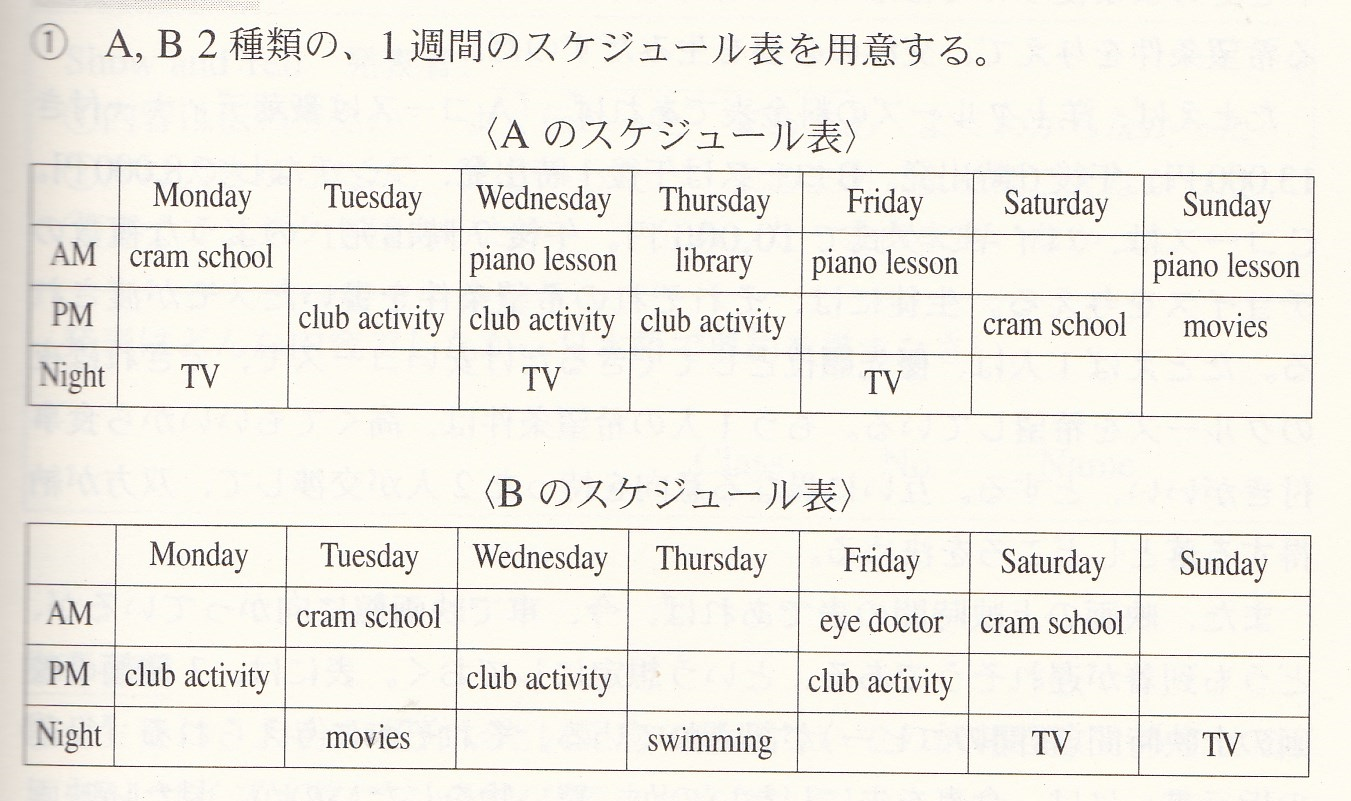 ① A, B 2種類の、1週間のスケジュール表を用意する。
〈Aのスケジュール表〉
Monday Tuesday Wednesday Thursday Friday Saturday Sunday
AM cram school piano lesson library piano lesson piano lesson
PM club activity club activity club activity cram school movies
Night TV TV TV
〈Bのスケジュール表〉
Monday Tuesday Wednesday Thursday Friday Saturday Sunday
AM cram school eye doctor cram school
PM club activity club activity club activity
Night movies swimming TV TV